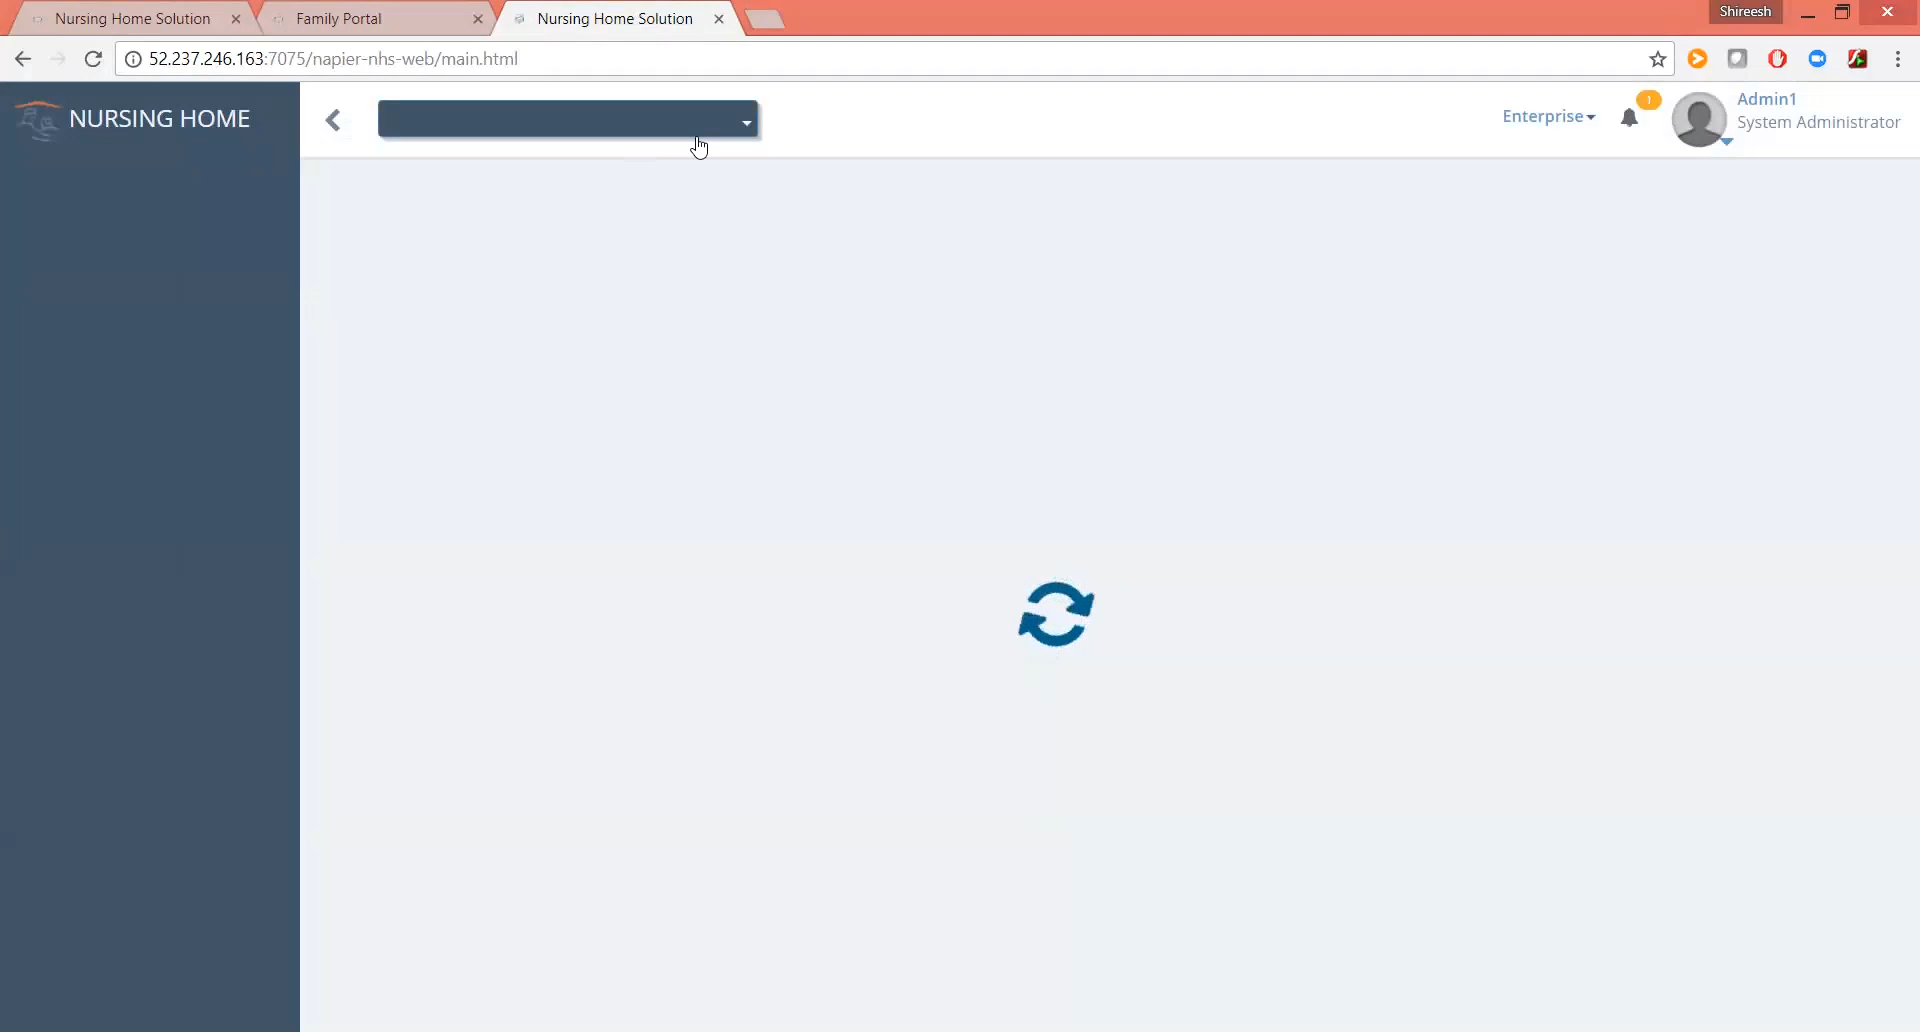 Nursing Home Solution
Family Portal
Nursing Home Solution
Shireesh
52.237.246.163:7075/napier-nhs-web/main.html
NURSING HOME
Enterprise
1
Admin1
System Administrator